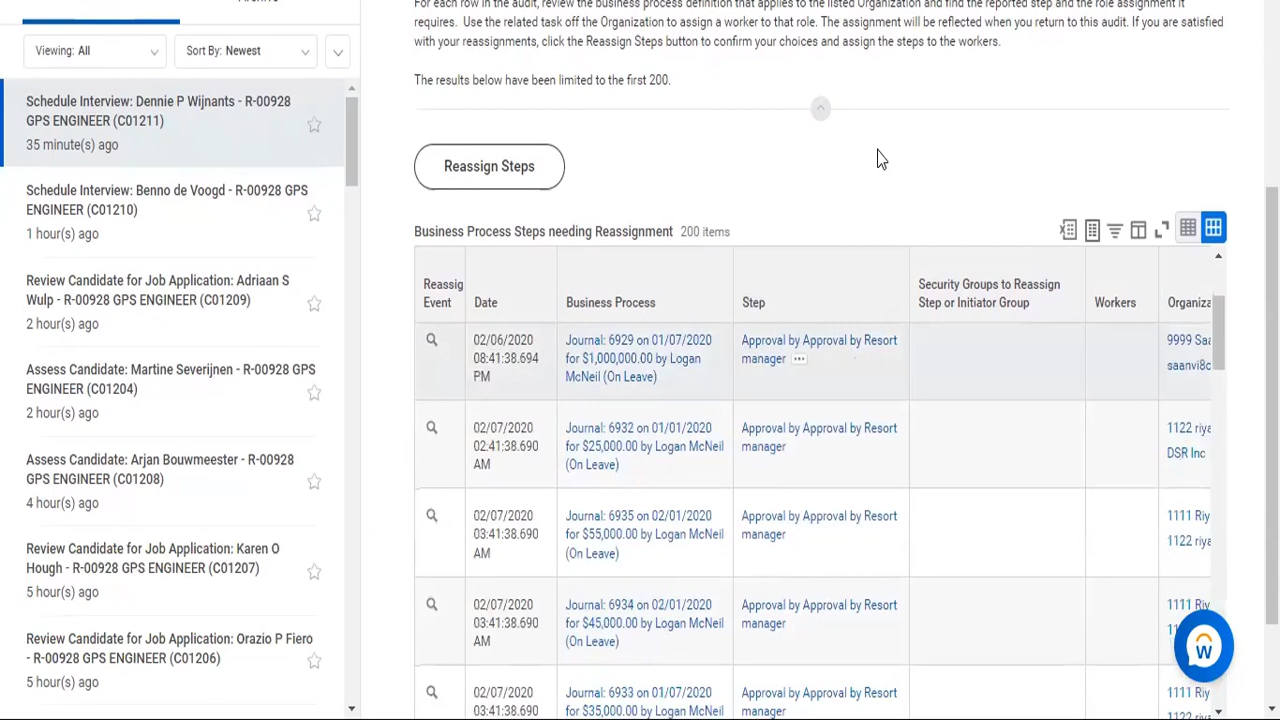 Viewing: All
Sort By: Newest
Schedule Interview: Dennie P Wijnants - R-00928
GPS ENGINEER (C01211)
35 minute(s) ago
Schedule Interview: Benno de Voogd - R-00928 GPS
ENGINEER (C01210)
1 hour(s) ago
Review Candidate for Job Application: Adriaan S
Wulp - R-00928 GPS ENGINEER (C01209)
2 hour(s) ago
Assess Candidate: Martine Severijnen - R-00928 GPS
ENGINEER (C01204)
2 hour(s) ago
Assess Candidate: Arjan Bouwmeester - R-00928
GPS ENGINEER (C01208)
4 hour(s) ago
Review Candidate for Job Application: Karen O
Hough - R-00928 GPS ENGINEER (C01207)
5 hour(s) ago
Review Candidate for Job Application: Orazio P Fiero
- R-00928 GPS ENGINEER (C01206)
5 hour(s) ago
For each row in the audit, review the business process definition that applies to the listed Organization and find the reported step and the role assignment it
requires. Use the related task off the Organization to assign a worker to that role. The assignment will be reflected when you return to this audit. If you are satisfied
with your reassignments, click the Reassign Steps button to confirm your choices and assign the steps to the workers.
The results below have been limited to the first 200.
Reassign Steps
Business Process Steps needing Reassignment 200 items
Reassig
Event
Date
Business Process
Step
Security Groups to Reassign
Step or Initiator Group
Workers
Organiza
02/06/2020
08:41:38.694
PM
Journal: 6929 on 01/07/2020
for $1,000,000.00 by Logan
McNeil (On Leave)
Approval by Approval by Resort
manager
9999 Saa
saanvi8c
02/07/2020
02:41:38.690
AM
Journal: 6932 on 01/01/2020
for $25,000.00 by Logan McNeil
(On Leave)
Approval by Approval by Resort
manager
1122 riya
DSR Inc
02/07/2020
03:41:38.690
AM
Journal: 6935 on 02/01/2020
for $55,000.00 by Logan McNeil
(On Leave)
Approval by Approval by Resort
manager
1111 Riy
1122 riya
02/07/2020
03:41:38.690
AM
Journal: 6934 on 02/01/2020
for $45,000.00 by Logan McNeil
(On Leave)
Approval by Approval by Resort
manager
1111 Riy
02/07/2020
03:41:38.690
Journal: 6933 on 01/07/2020
for $35,000.00 by Logan McNeil
Approval by Approval by Resort
manager
1111 Riy
1122 riya
w